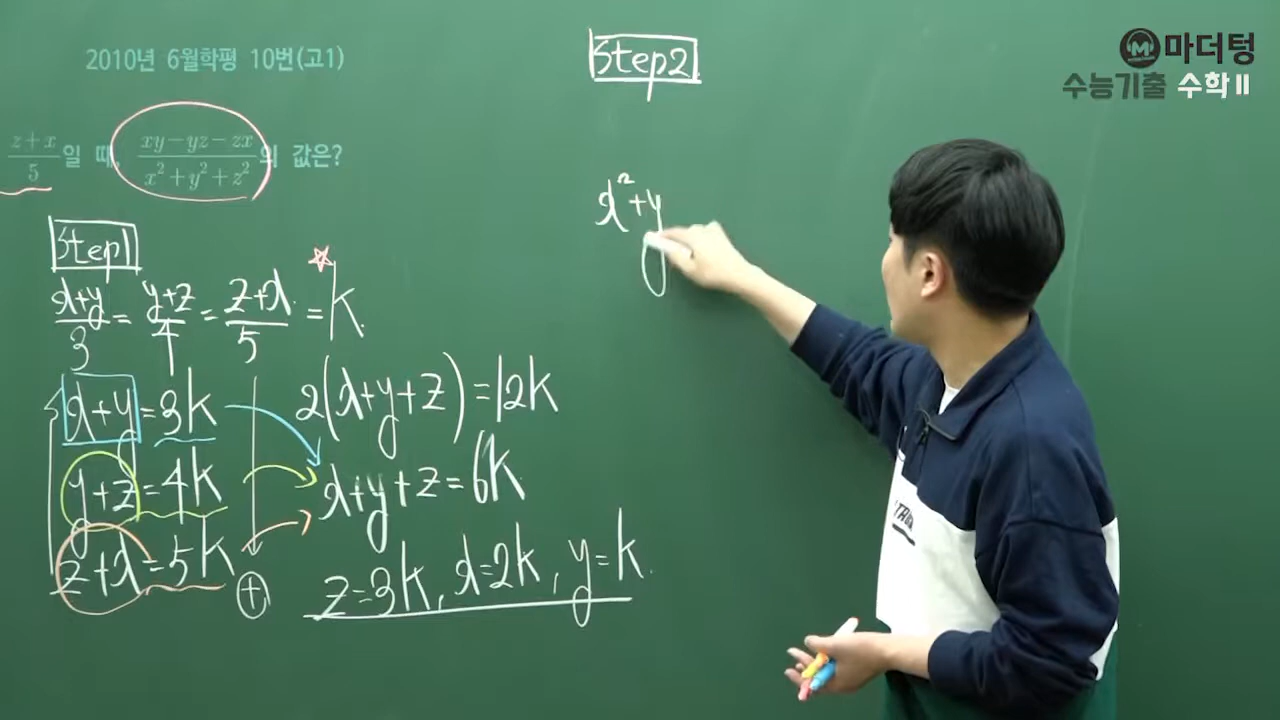 2010년 6월학평 10번(고1)
z+x/5 일 때, xy-yz-zx/x²+y²+z² 의 값은?
Step1
x+y/3 = y+z/4 = z+x/5 = k
x+y=3k
y+z=4k
z+x=5k
+
2(x+y+z)=12k
x+y+z=6k
z=3k, x=2k, y=k.
Step2
x²+y
M 마더텅
수능기출 수학 II